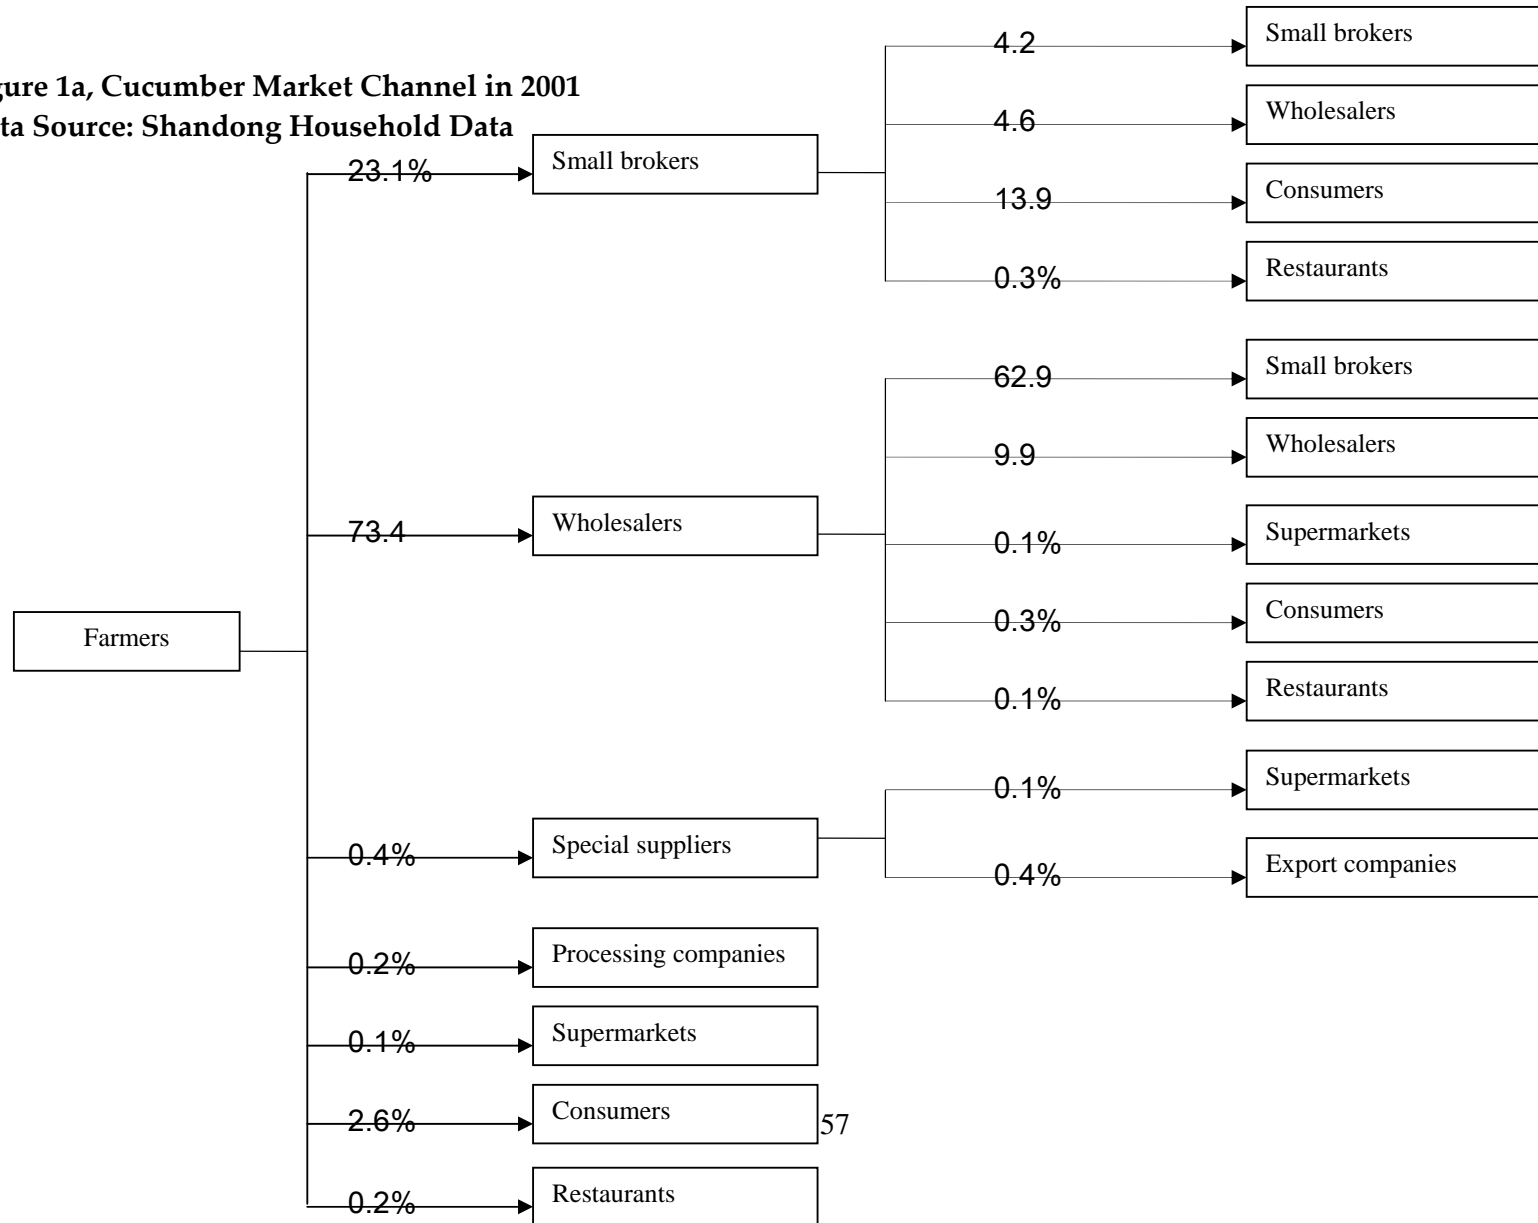 gure 1a, Cucumber Market Channel in 2001
ta Source: Shandong Household Data
Farmers
23.1%
Small brokers
4.2
Small brokers
4.6
Wholesalers
13.9
Consumers
0.3%
Restaurants
73.4
Wholesalers
62.9
Small brokers
9.9
Wholesalers
0.1%
Supermarkets
0.3%
Consumers
0.1%
Restaurants
0.4%
Special suppliers
0.1%
Supermarkets
0.4%
Export companies
0.2%
Processing companies
0.1%
Supermarkets
2.6%
Consumers
57
0.2%
Restaurants